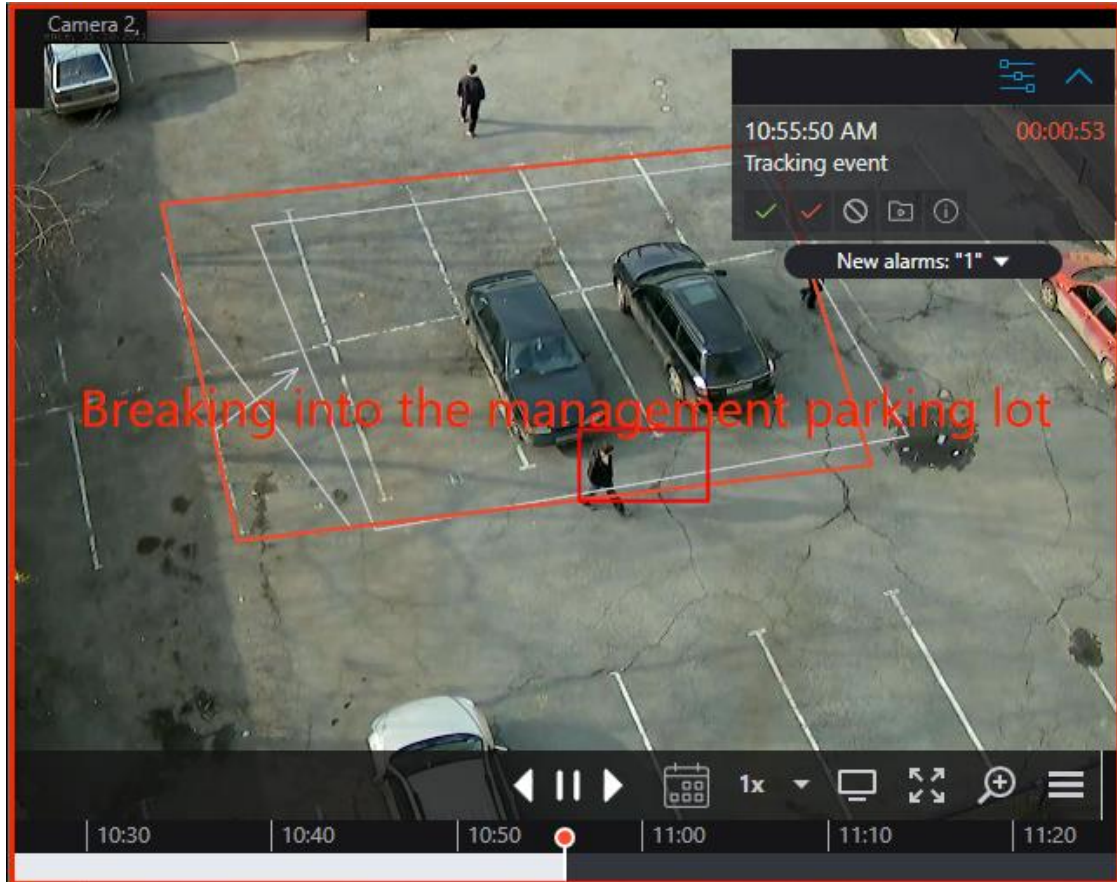 Camera 2,
10:55:50 AM 00:00:53
Tracking event
New alarms: "1"
Breaking into the management parking lot
1x
10:30 10:40 10:50 11:00 11:10 11:20